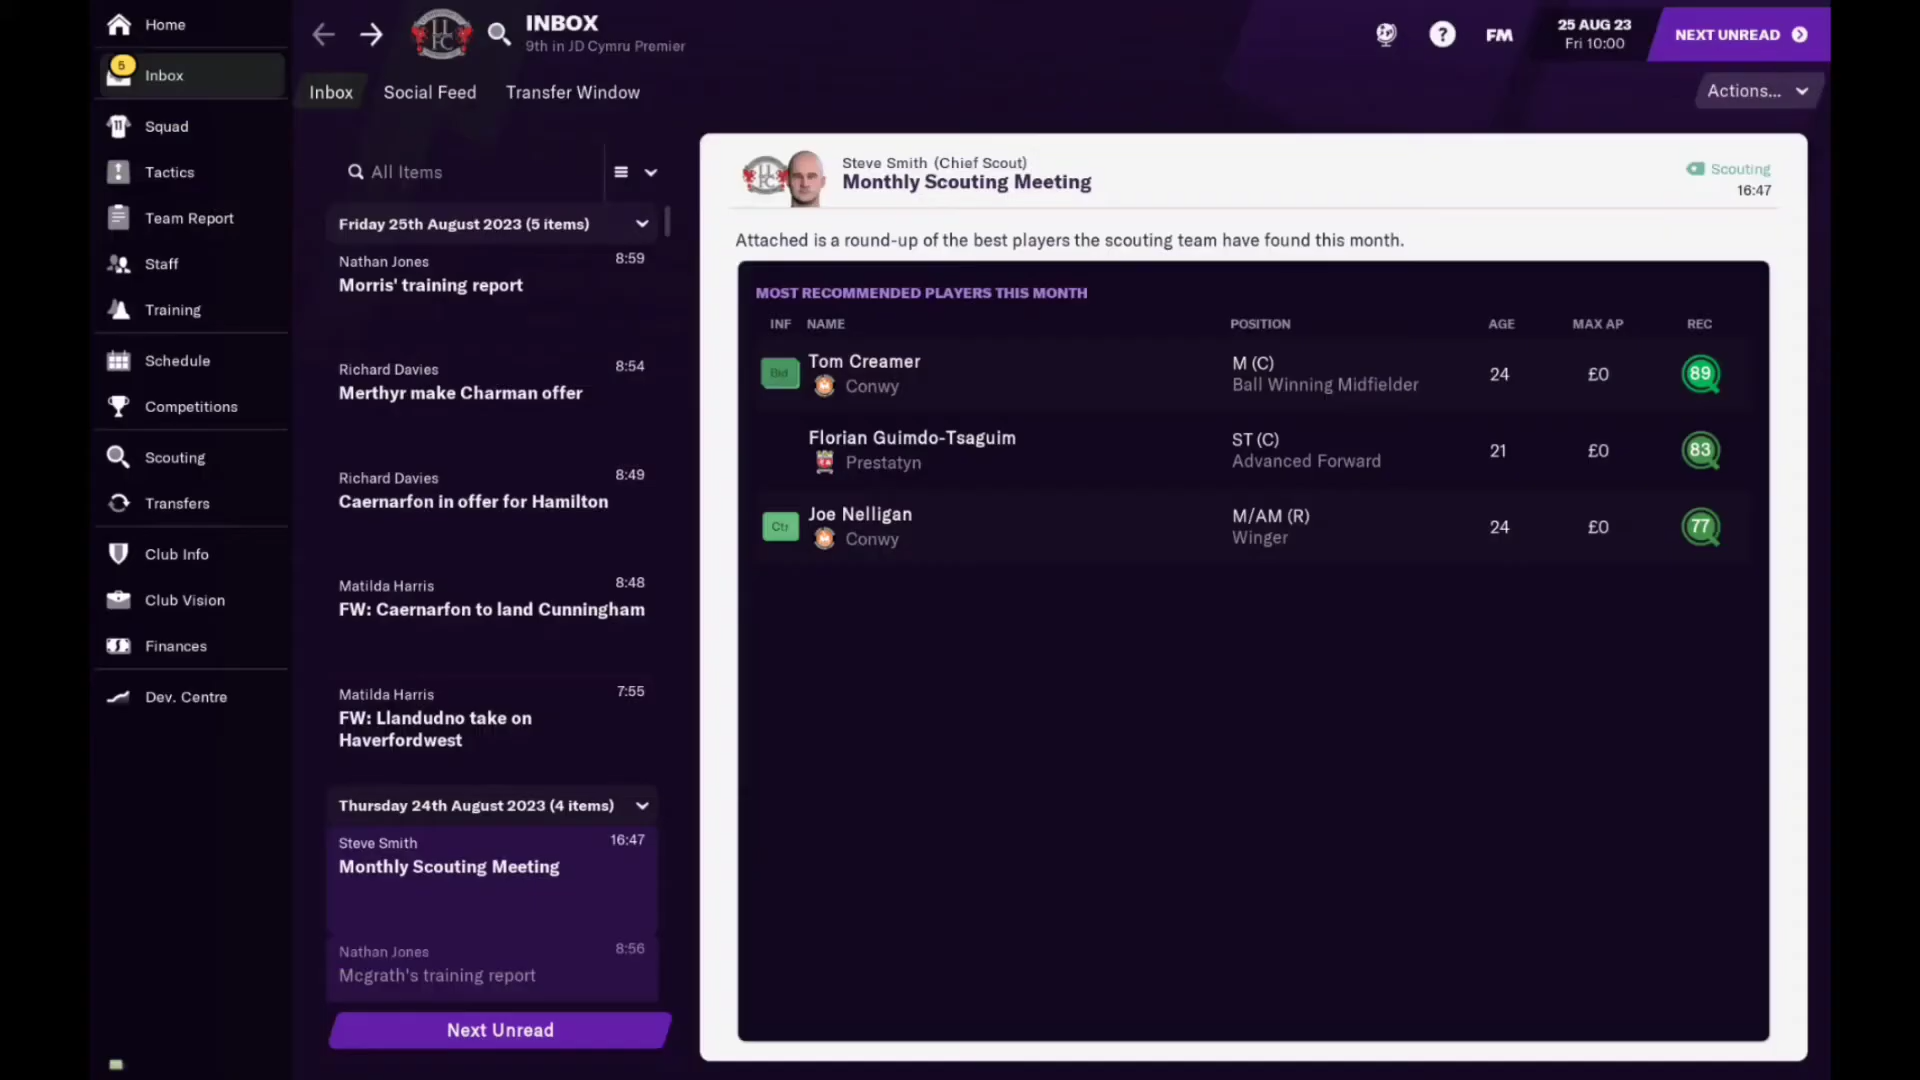 Home
Inbox
5
Squad
Tactics
Team Report
Staff
Training
Schedule
Competitions
Scouting
Transfers
Club Info
Club Vision
Finances
Dev. Centre
INBOX
9th in JD Cymru Premier
FM
25 AUG 23
Fri 10:00
NEXT UNREAD
Inbox
Social Feed
Transfer Window
Actions...
All Items
Friday 25th August 2023 (5 items)
Nathan Jones 8:59
Morris' training report
Richard Davies 8:54
Merthyr make Charman offer
Richard Davies 8:49
Caernarfon in offer for Hamilton
Matilda Harris 8:48
FW: Caernarfon to land Cunningham
Matilda Harris 7:55
FW: Llandudno take on
Haverfordwest
Thursday 24th August 2023 (4 items)
Steve Smith 16:47
Monthly Scouting Meeting
Nathan Jones 8:56
Mcgrath's training report
Next Unread
Steve Smith (Chief Scout)
Monthly Scouting Meeting
Scouting
16:47
Attached is a round-up of the best players the scouting team have found this month.
MOST RECOMMENDED PLAYERS THIS MONTH
INF NAME POSITION AGE MAX AP REC
Bid Tom Creamer M (C) 24 £0 89
Conwy Ball Winning Midfielder
Florian Guimdo-Tsaguim ST (C) 21 £0 83
Prestatyn Advanced Forward
Ctr Joe Nelligan M/AM (R) 24 £0 77
Conwy Winger